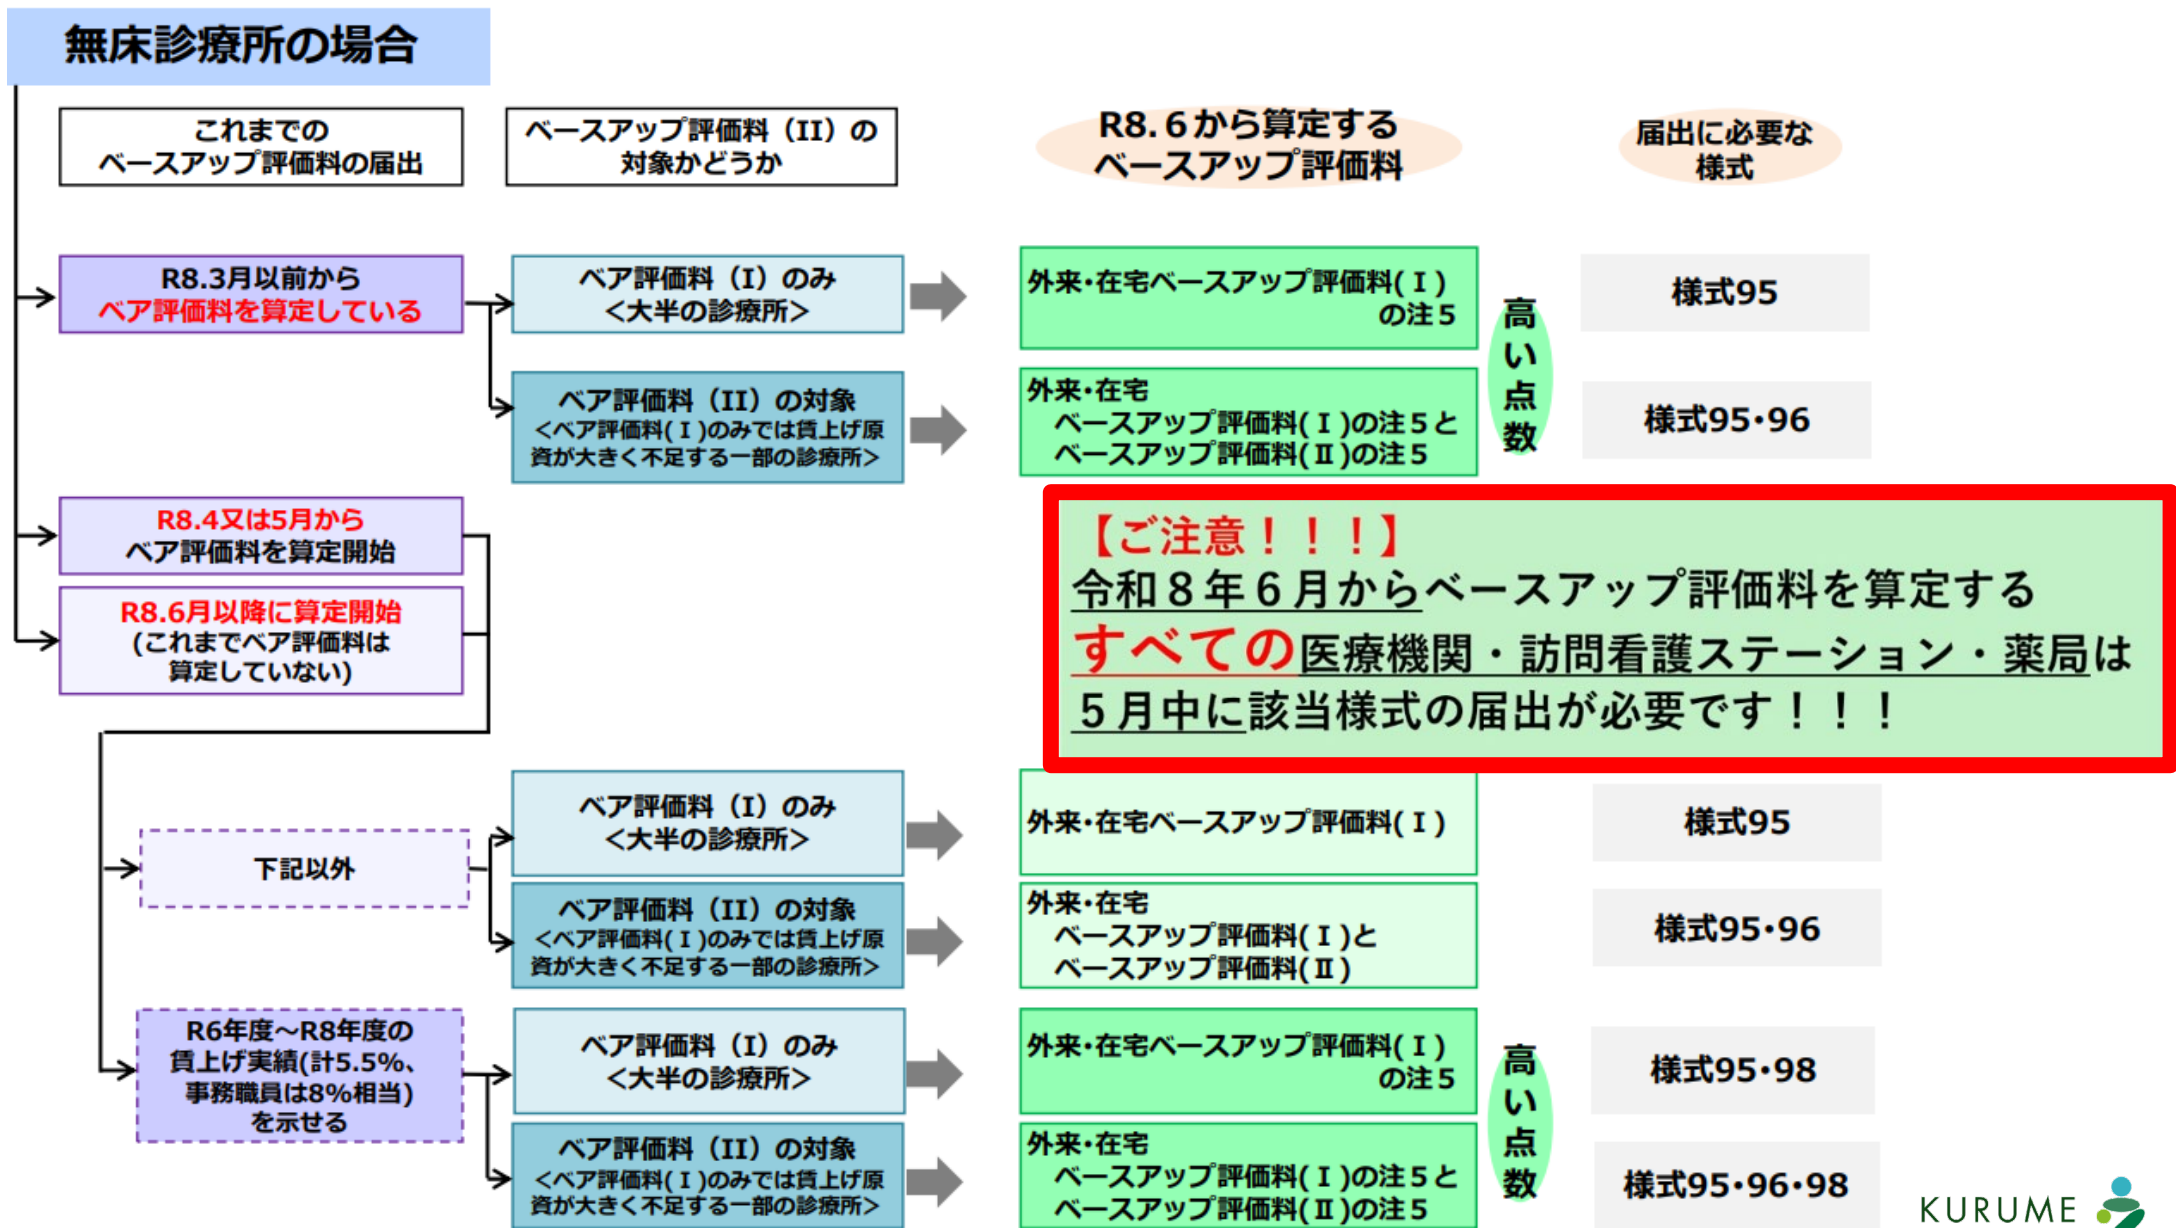 無床診療所の場合
これまでの
ベースアップ評価料の届出
ベースアップ評価料（II）の
対象かどうか
R8.６から算定する
ベースアップ評価料
届出に必要な
様式
R8.3月以前から
ベア評価料を算定している
ベア評価料（I）のみ
＜大半の診療所＞
外来･在宅ベースアップ評価料(Ⅰ)
の注５
様式95
高い点数
ベア評価料（II）の対象
＜ベア評価料(Ⅰ)のみでは賃上げ原
資が大きく不足する一部の診療所＞
外来･在宅
ベースアップ評価料(Ⅰ)の注５と
ベースアップ評価料(Ⅱ)の注５
様式95･96
R8.4又は5月から
ベア評価料を算定開始
R8.6月以降に算定開始
(これまでベア評価料は
算定していない)
【ご注意！！！】
令和８年６月からベースアップ評価料を算定する
すべての医療機関・訪問看護ステーション・薬局は
５月中に該当様式の届出が必要です！！！
下記以外
ベア評価料（I）のみ
＜大半の診療所＞
外来･在宅ベースアップ評価料(Ⅰ)
様式95
ベア評価料（II）の対象
＜ベア評価料(Ⅰ)のみでは賃上げ原
資が大きく不足する一部の診療所＞
外来･在宅
ベースアップ評価料(Ⅰ)と
ベースアップ評価料(Ⅱ)
様式95･96
R6年度～R8年度の
賃上げ実績(計5.5%、
事務職員は8%相当)
を示せる
ベア評価料（I）のみ
＜大半の診療所＞
外来･在宅ベースアップ評価料(Ⅰ)
の注５
高い点数
様式95･98
ベア評価料（II）の対象
＜ベア評価料(Ⅰ)のみでは賃上げ原
資が大きく不足する一部の診療所＞
外来･在宅
ベースアップ評価料(Ⅰ)の注５と
ベースアップ評価料(Ⅱ)の注５
様式95･96･98
KURUME